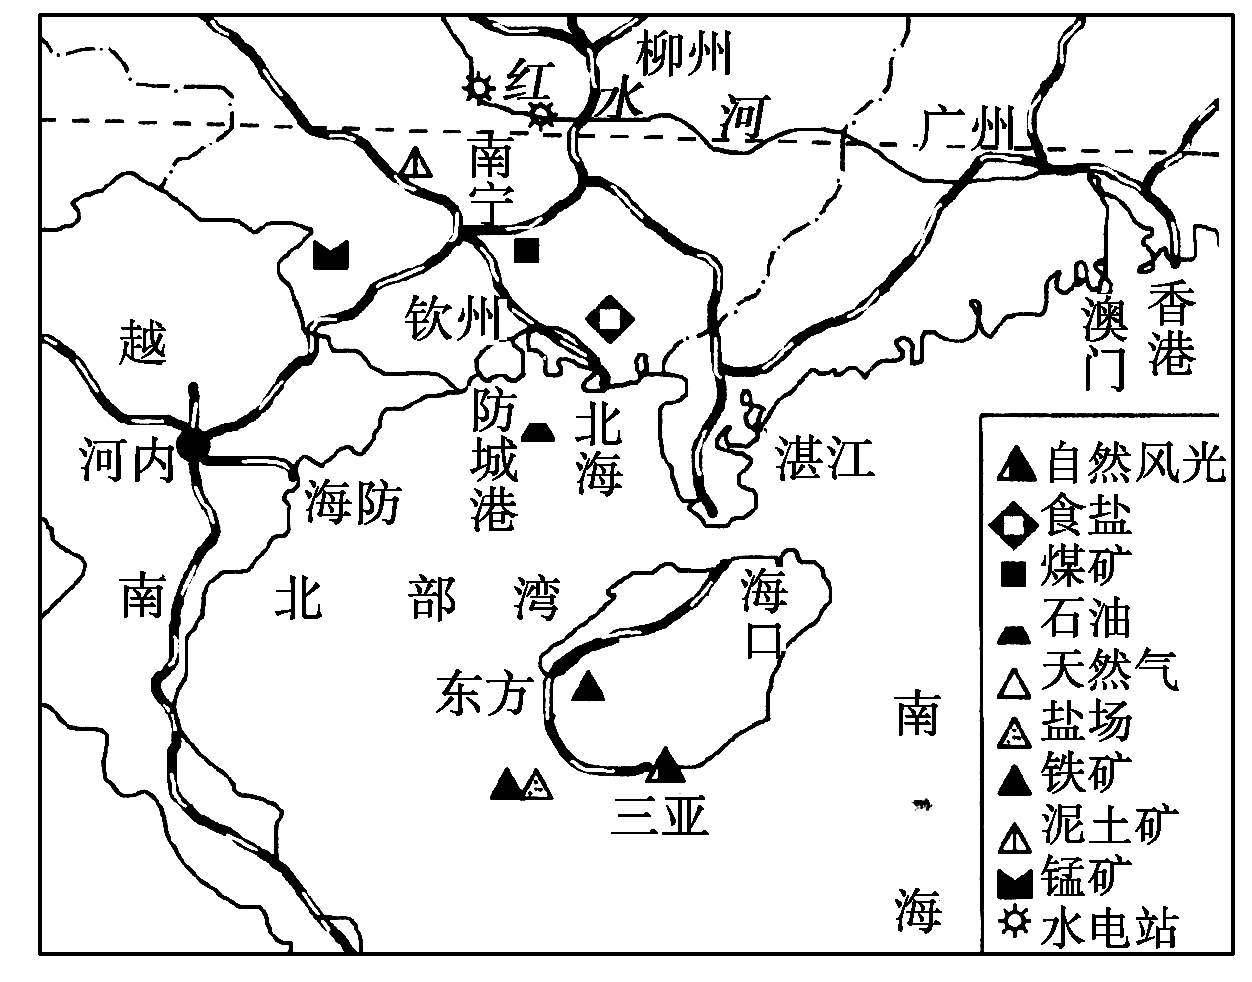 柳州
红
水
河
广州
南宁
香港
澳门
钦州
越
防城港
北海
湛江
河内
海防
南
北部湾
海口
东方
南
三亚
海
自然风光
食盐
煤矿
石油
天然气
盐场
铁矿
泥土矿
锰矿
水电站